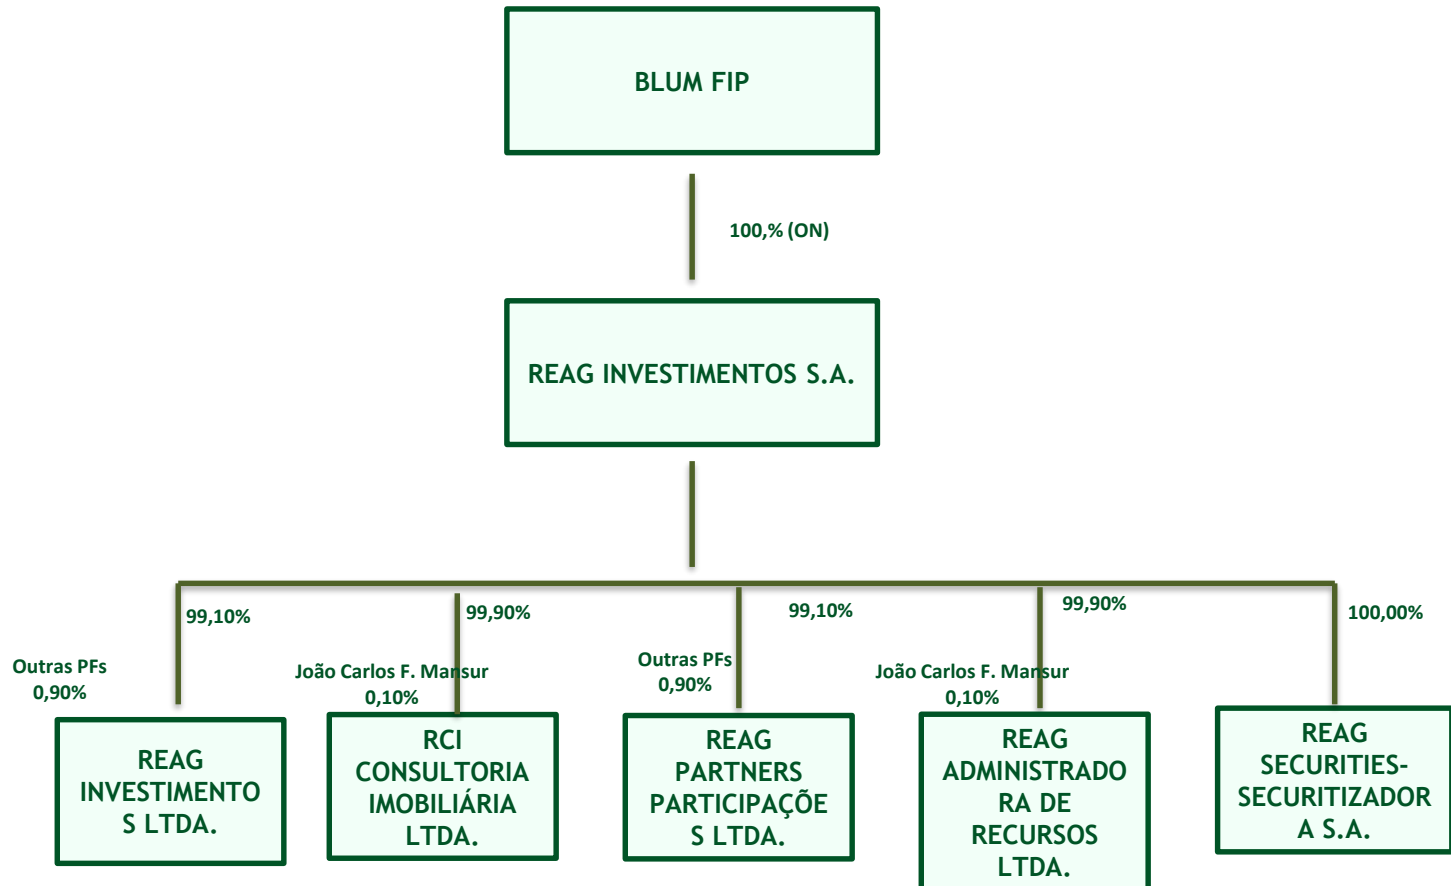 BLUM FIP
100,% (ON)
REAG INVESTIMENTOS S.A.
99,10%
99,90%
99,10%
99,90%
100,00%
Outras PFs
0,90%
João Carlos F. Mansur
0,10%
Outras PFs
0,90%
João Carlos F. Mansur
0,10%
REAG
INVESTIMENTO
S LTDA.
RCI
CONSULTORIA
IMOBILIÁRIA
LTDA.
REAG
PARTNERS
PARTICIPAÇÕE
S LTDA.
REAG
ADMINISTRADO
RA DE
RECURSOS
LTDA.
REAG
SECURITIES-
SECURITIZADOR
A S.A.